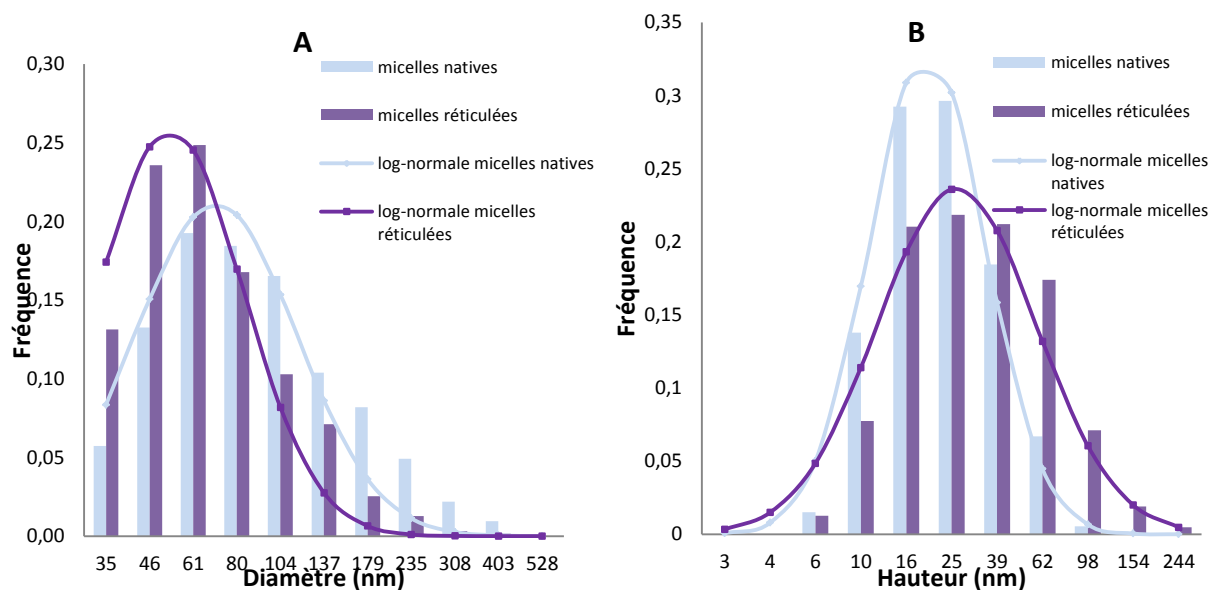 A
0,30
0,25
0,20
0,15
0,10
0,05
0,00
Fréquence
micelles natives
micelles réticulées
log-normale micelles natives
log-normale micelles
réticulées
35 46 61 80 104 137 179 235 308 403 528
Diamètre (nm)
B
0,35
0,3
0,25
0,2
0,15
0,1
0,05
0
Fréquence
micelles natives
micelles réticulées
log-normale micelles
natives
log-normale micelles
réticulées
3 4 6 10 16 25 39 62 98 154 244
Hauteur (nm)